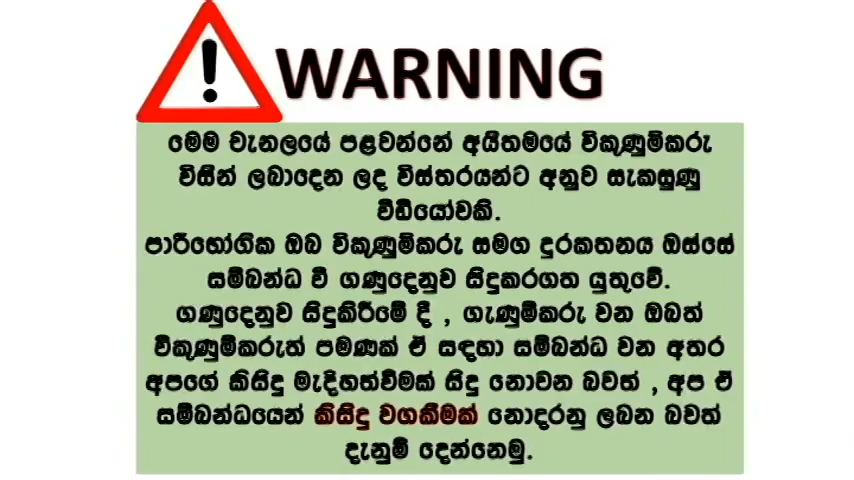 WARNING
මෙම චැනලයේ පළවන්නේ අයිතමයේ විකුණුම්කරු
විසින් ලබාදෙන ලද විස්තරයන්ට අනුව සැකසුණු
වීඩියෝවකි.
පාරිභෝගික ඔබ විකුණුම්කරු සමග දුරකතනය ඔස්සේ
සම්බන්ධ වී ගණුදෙනුව සිදුකරගත යුතුවේ.
ගණුදෙනුව සිදුකිරීමේ දී , ගැණුම්කරු වන ඔබත්
විකුණුම්කරුත් පමණක් ඒ සඳහා සම්බන්ධ වන අතර
අපගේ කිසිදු මැදිහත්වීමක් සිදු නොවන බවත් , අප ඒ
සම්බන්ධයෙන් කිසිදු වගකීමක් නොදරනු ලබන බවත්
දැනුම් දෙන්නෙමු.